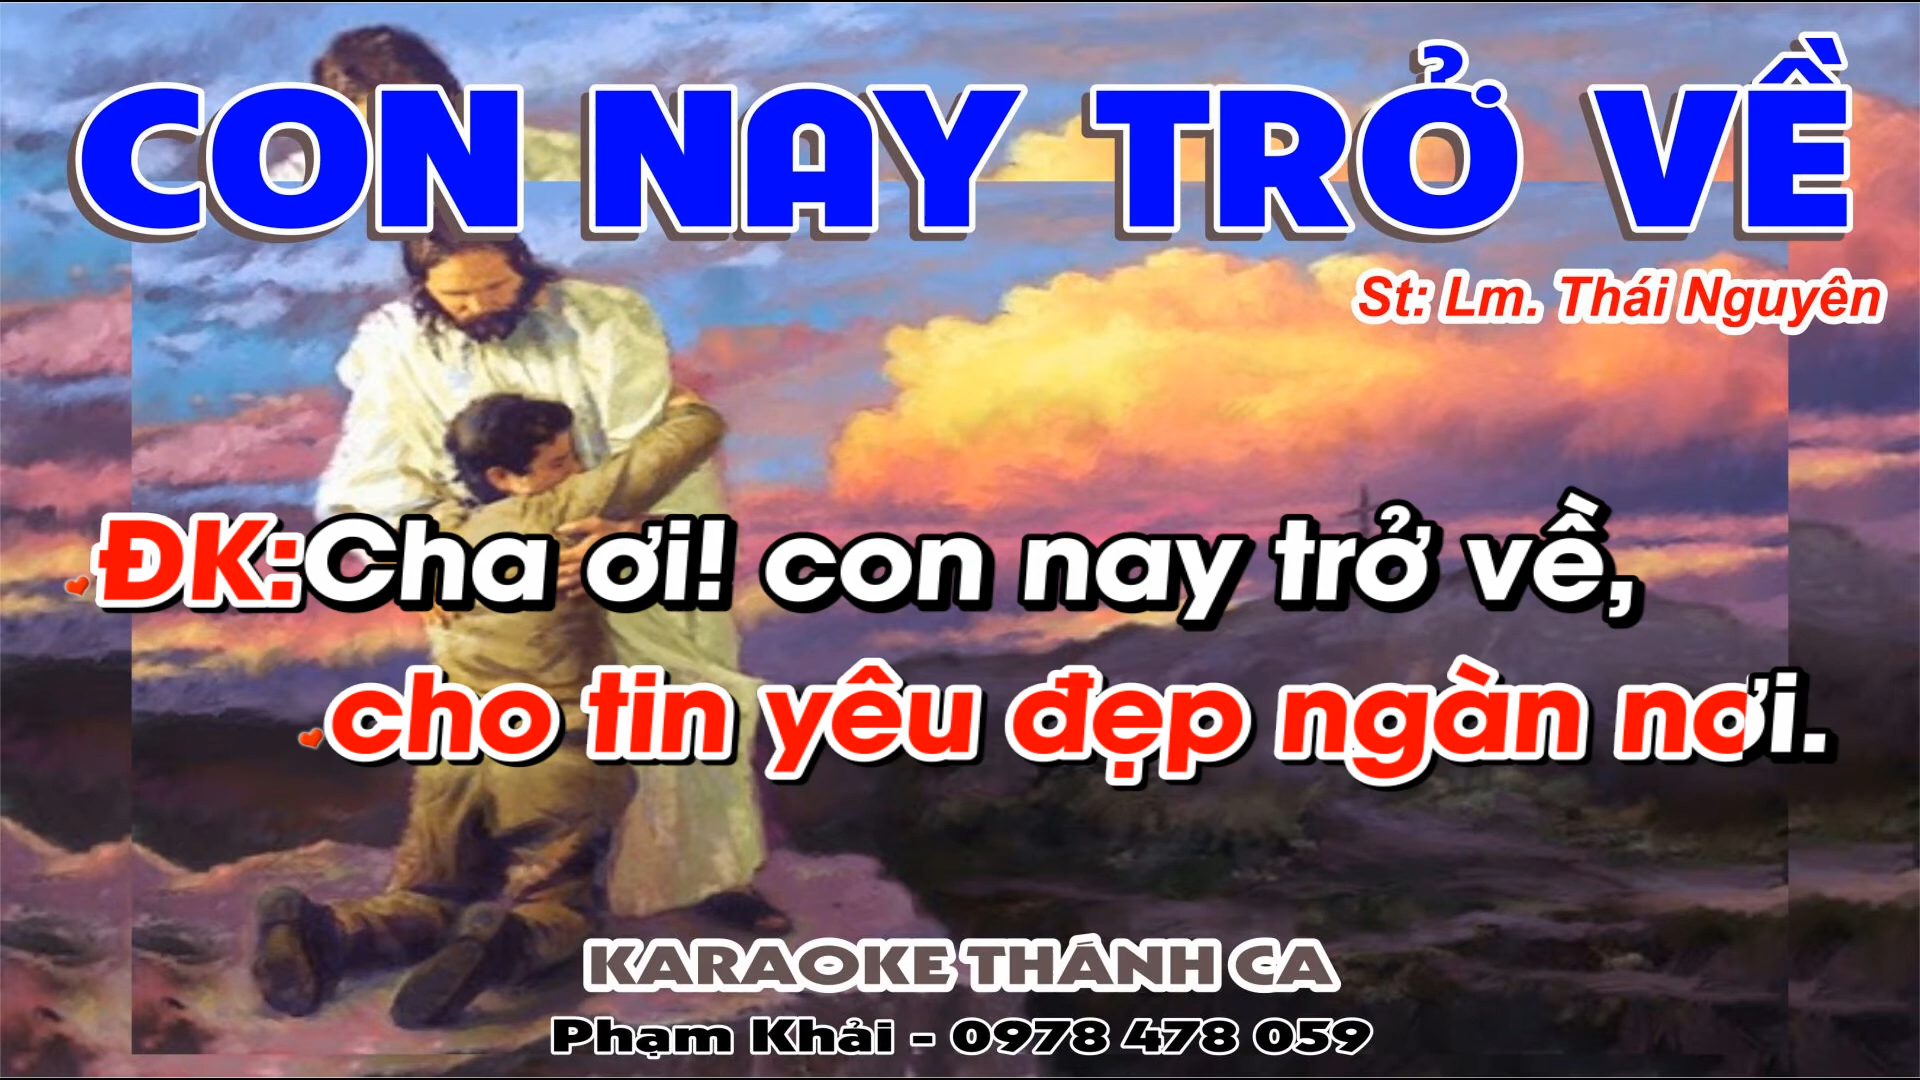 CON NAY TRỞ VỀ
St: Lm. Thái Nguyên
ĐK:Cha ơi! con nay trở về,
cho tin yêu đẹp ngàn nơi.
KARAOKE THÁNH CA
Phạm Khải - 0978 478 059